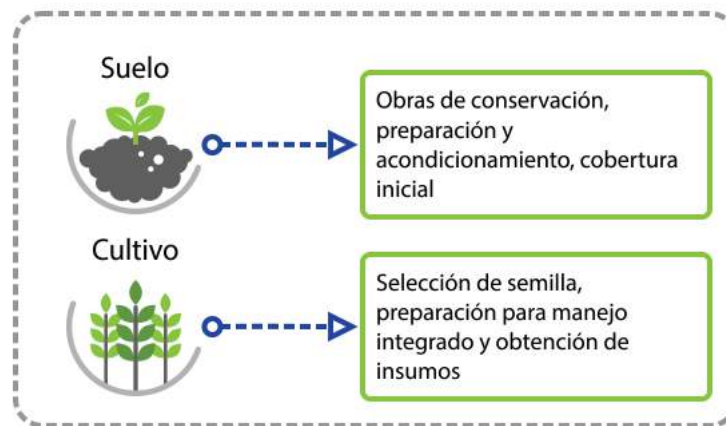 Suelo
Obras de conservación,
preparación y
acondicionamiento, cobertura
inicial
Cultivo
Selección de semilla,
preparación para manejo
integrado y obtención de
insumos